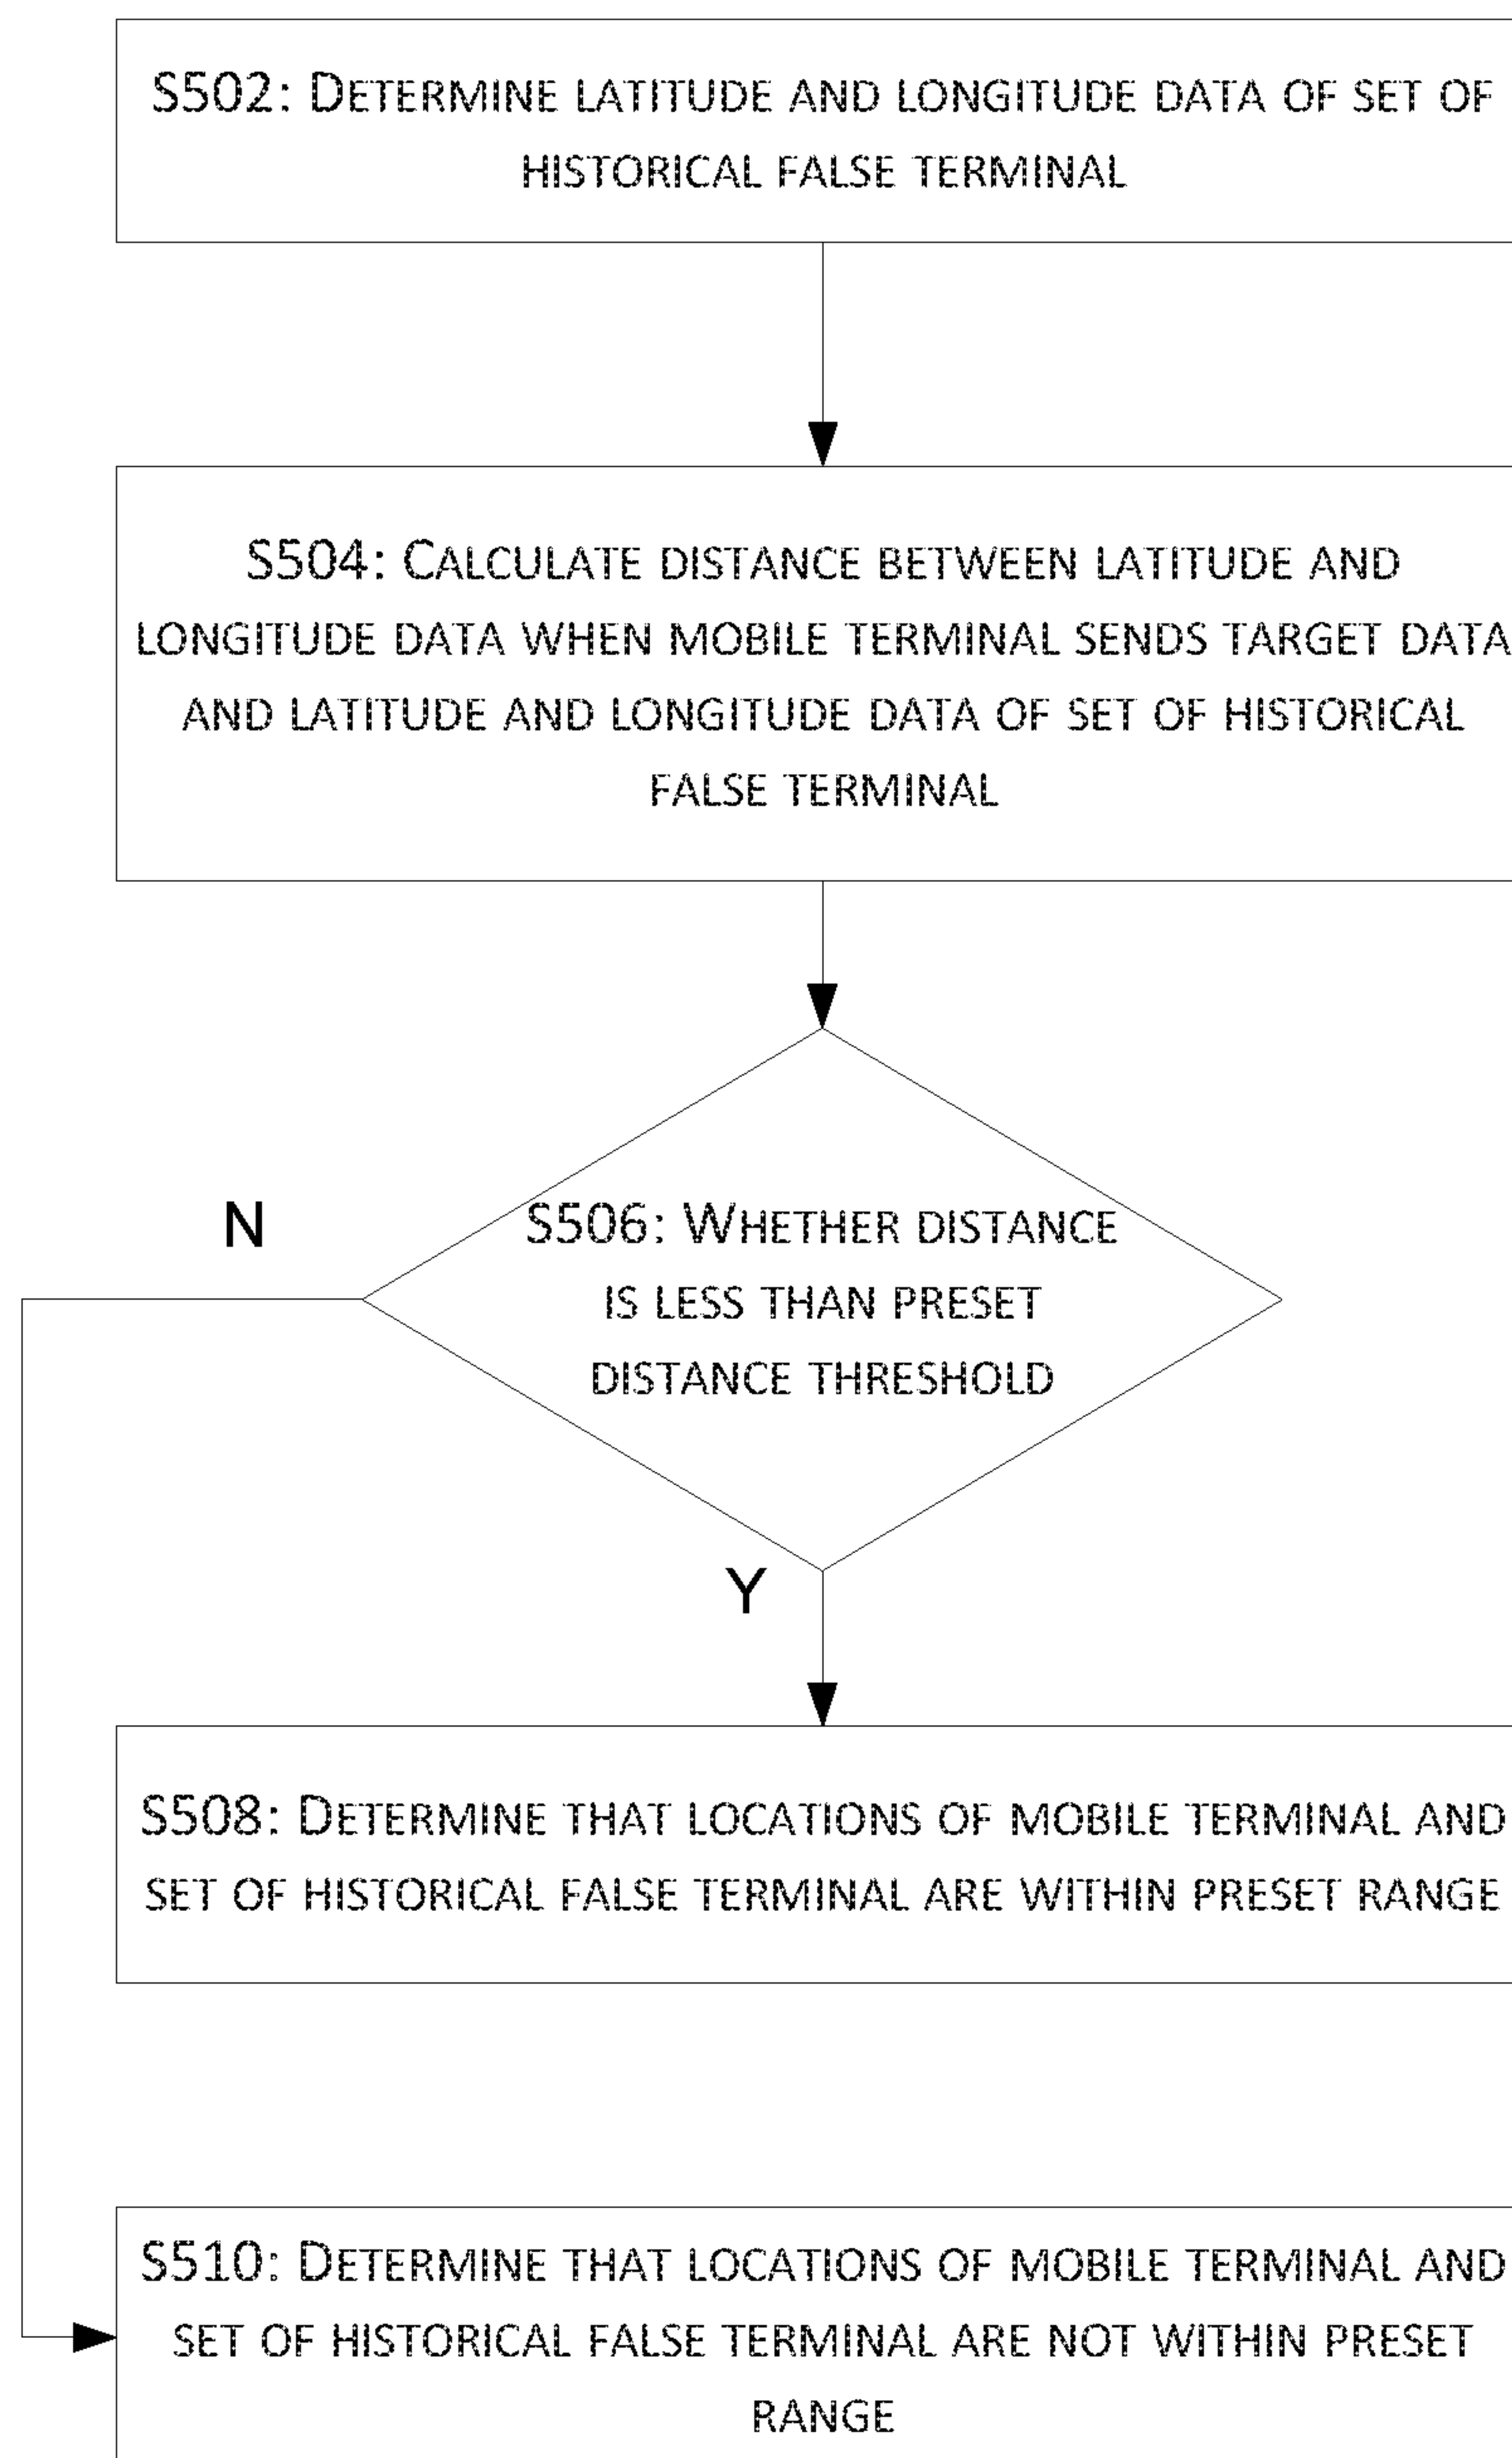 S502: DETERMINE LATITUDE AND LONGITUDE DATA OF SET OF
HISTORICAL FALSE TERMINAL
S504: CALCULATE DISTANCE BETWEEN LATITUDE AND
LONGITUDE DATA WHEN MOBILE TERMINAL SENDS TARGET DATA
AND LATITUDE AND LONGITUDE DATA OF SET OF HISTORICAL
FALSE TERMINAL
N
S506: WHETHER DISTANCE
IS LESS THAN PRESET
DISTANCE THRESHOLD
Y
S508: DETERMINE THAT LOCATIONS OF MOBILE TERMINAL AND
SET OF HISTORICAL FALSE TERMINAL ARE WITHIN PRESET RANGE
S510: DETERMINE THAT LOCATIONS OF MOBILE TERMINAL AND
SET OF HISTORICAL FALSE TERMINAL ARE NOT WITHIN PRESET
RANGE